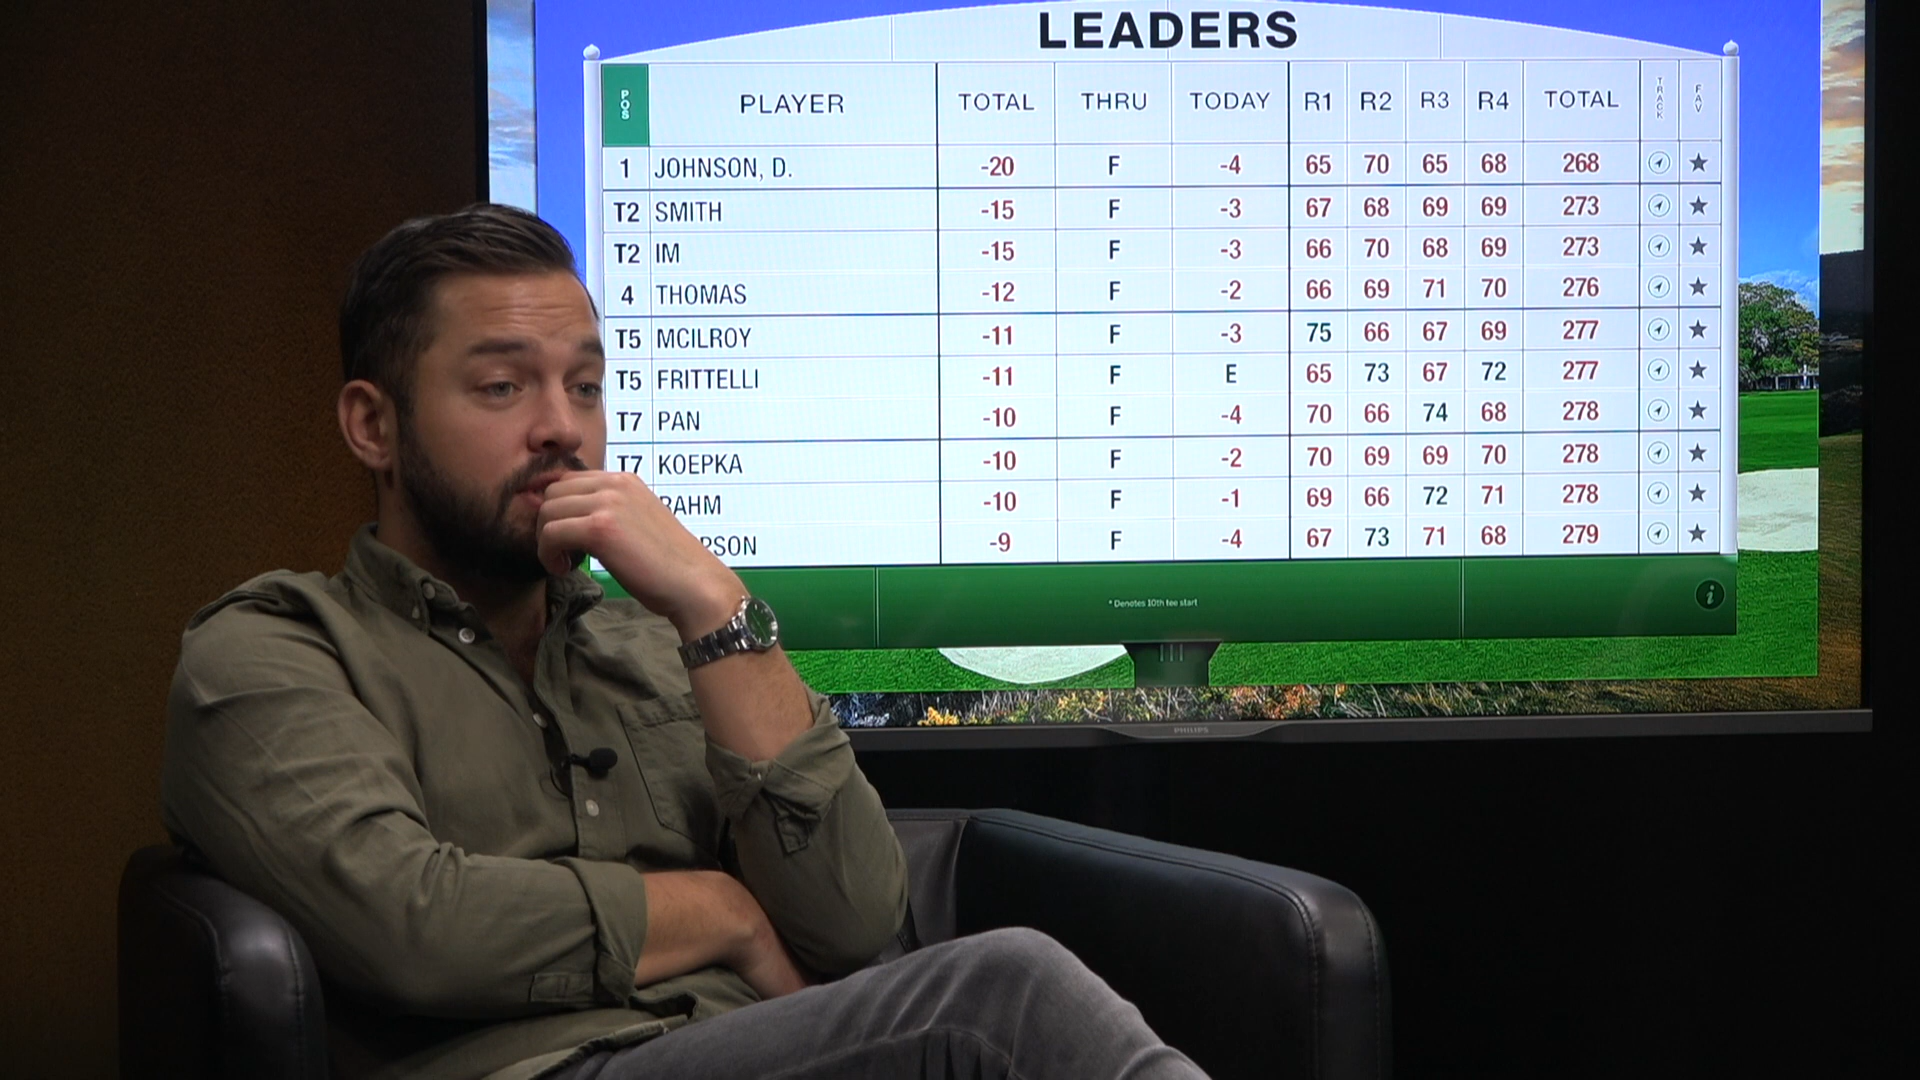 LEADERS
POS PLAYER TOTAL THRU TODAY R1 R2 R3 R4 TOTAL TRACK FAV
1 JOHNSON, D. -20 F -4 65 70 65 68 268
T2 SMITH -15 F -3 67 68 69 69 273
T2 IM -15 F -3 66 70 68 69 273
4 THOMAS -12 F -2 66 69 71 70 276
T5 MCILROY -11 F -3 75 66 67 69 277
T5 FRITTELLI -11 F E 65 73 67 72 277
T7 PAN -10 F -4 70 66 74 68 278
T7 KOEPKA -10 F -2 70 69 69 70 278
RAHM -10 F -1 69 66 72 71 278
PSON -9 F -4 67 73 71 68 279
* Denotes 10th tee start
i
PHILIPS